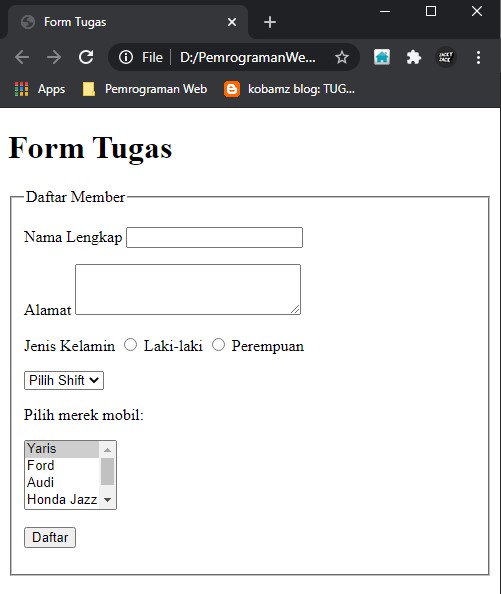 Form Tugas
File D:/PemrogramanWe...
Apps Pemrograman Web kobamz blog: TUG...
Form Tugas
Daftar Member
Nama Lengkap
Alamat
Jenis Kelamin Laki-laki Perempuan
Pilih Shift
Pilih merek mobil:
Yaris
Ford
Audi
Honda Jazz
Daftar